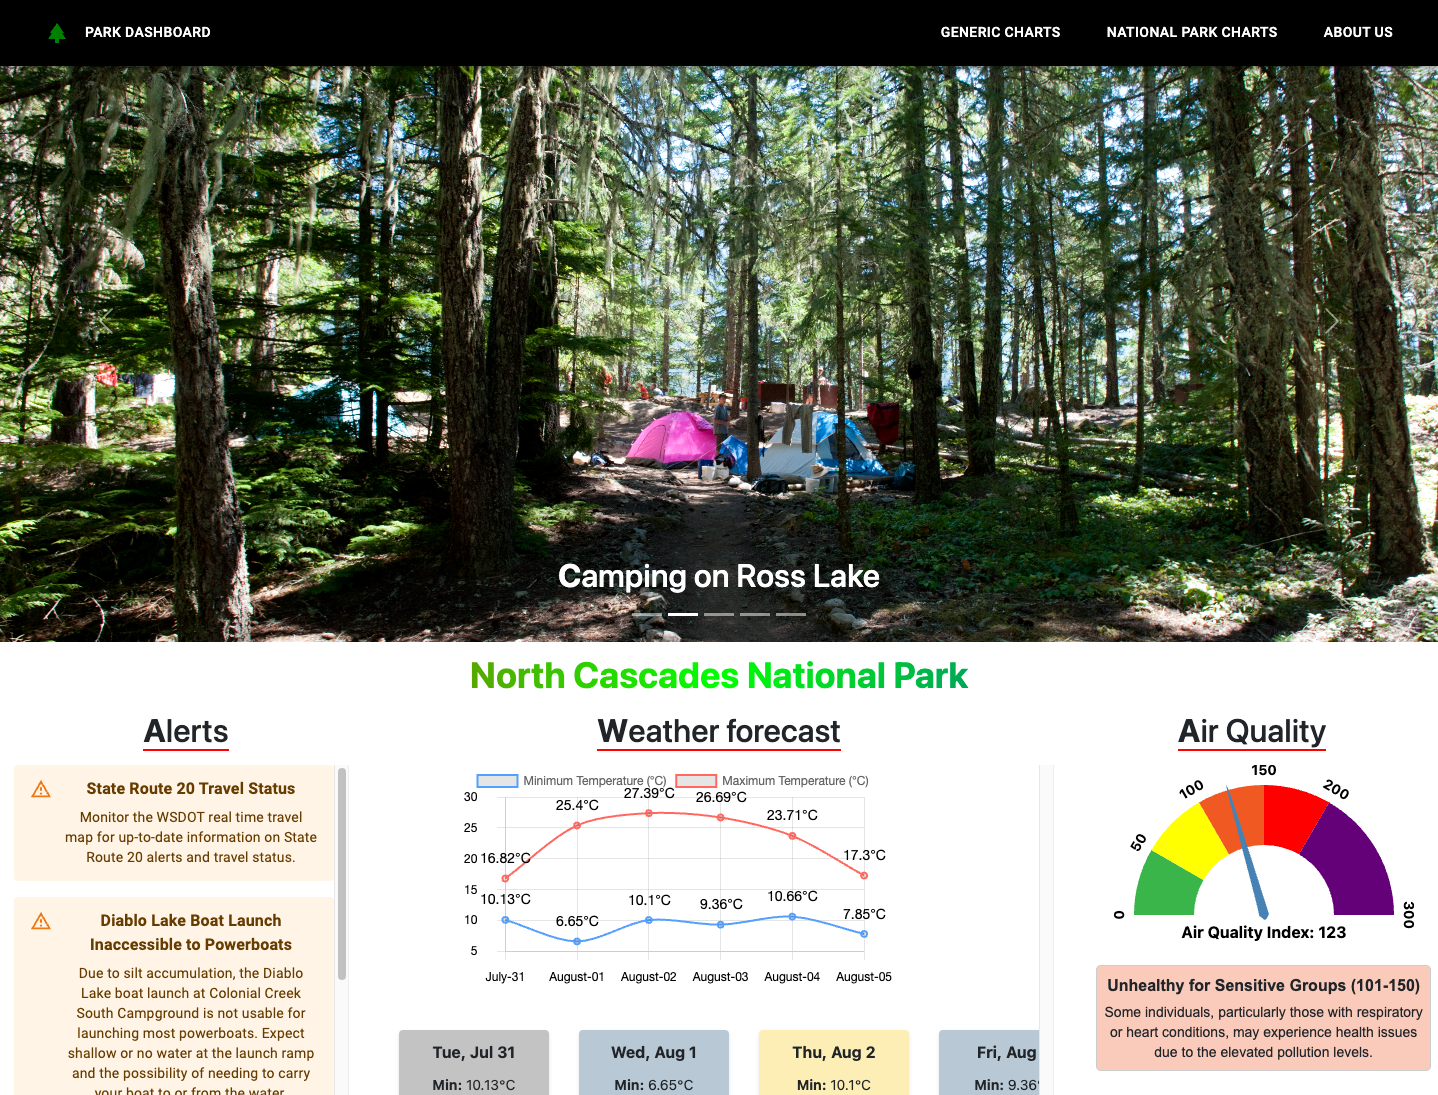 PARK DASHBOARD
GENERIC CHARTS
NATIONAL PARK CHARTS
ABOUT US
Camping on Ross Lake
North Cascades National Park
Alerts
State Route 20 Travel Status
Monitor the WSDOT real time travel
map for up-to-date information on State
Route 20 alerts and travel status.
Diablo Lake Boat Launch
Inaccessible to Powerboats
Due to silt accumulation, the Diablo
Lake boat launch at Colonial Creek
South Campground is not usable for
launching most powerboats. Expect
shallow or no water at the launch ramp
and the possibility of needing to carry
your boat to or from the water
Weather forecast
Minimum Temperature (°C)
Maximum Temperature (°C)
30
25
20
15
10
5
16.82°C
25.4°C
27.39°C
26.69°C
23.71°C
17.3°C
10.13°C
6.65°C
10.1°C
9.36°C
10.66°C
7.85°C
July-31
August-01
August-02
August-03
August-04
August-05
Tue, Jul 31
Min: 10.13°C
Wed, Aug 1
Min: 6.65°C
Thu, Aug 2
Min: 10.1°C
Fri, Aug
Min: 9.36°
Air Quality
0
50
100
150
200
300
Air Quality Index: 123
Unhealthy for Sensitive Groups (101-150)
Some individuals, particularly those with respiratory
or heart conditions, may experience health issues
due to the elevated pollution levels.